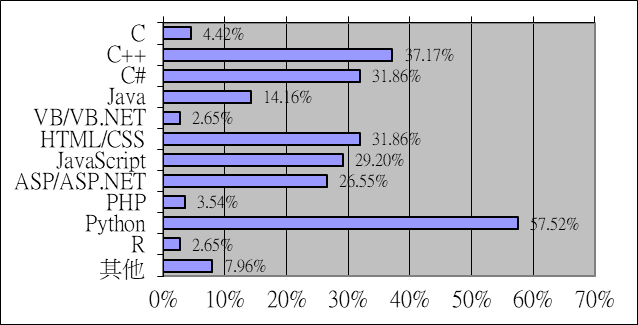 C 4.42%
C++ 37.17%
C# 31.86%
Java 14.16%
VB/VB.NET 2.65%
HTML/CSS 31.86%
JavaScript 29.20%
ASP/ASP.NET 26.55%
PHP 3.54%
Python 57.52%
R 2.65%
其他 7.96%
0% 10% 20% 30% 40% 50% 60% 70%